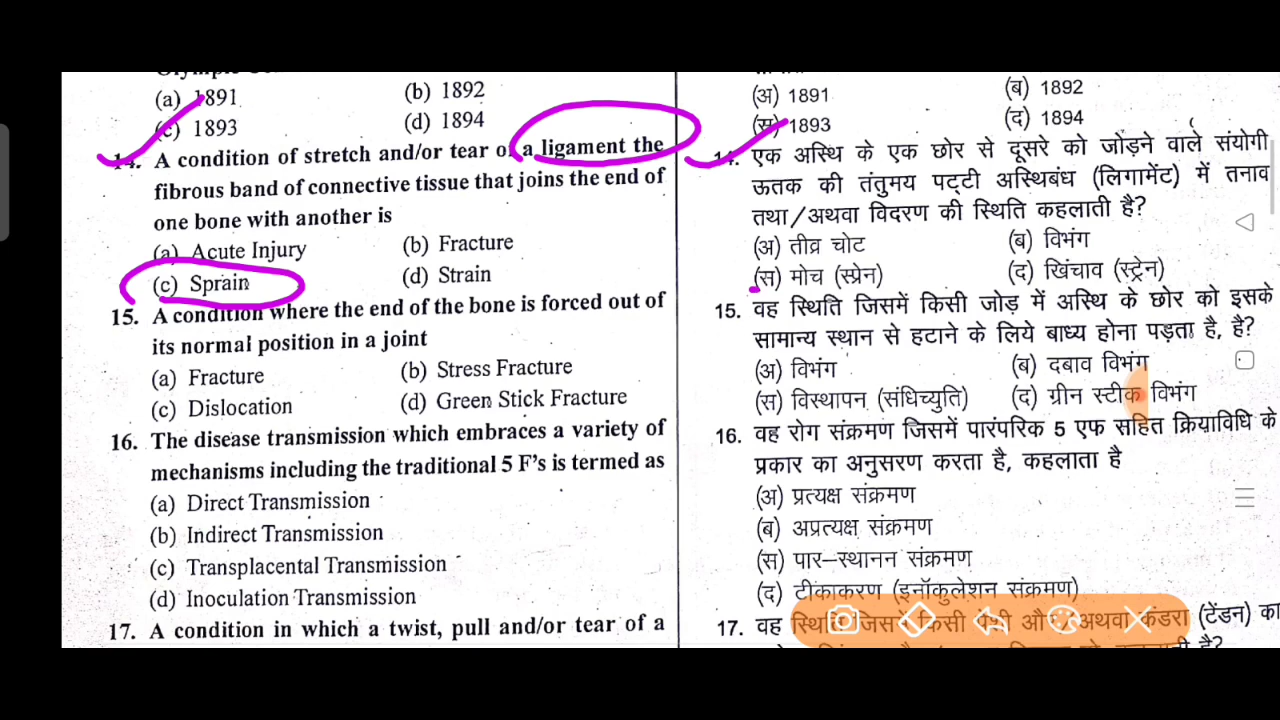 (a) 1891
(b) 1892
(c) 1893
(d) 1894
14. A condition of stretch and/or tear of a ligament the
fibrous band of connective tissue that joins the end of
one bone with another is
(a) Acute Injury
(b) Fracture
(c) Sprain
(d) Strain
15. A condition where the end of the bone is forced out of
its normal position in a joint
(a) Fracture
(b) Stress Fracture
(c) Dislocation
(d) Green Stick Fracture
16. The disease transmission which embraces a variety of
mechanisms including the traditional 5 F's is termed as
(a) Direct Transmission
(b) Indirect Transmission
(c) Transplacental Transmission
(d) Inoculation Transmission
17. A condition in which a twist, pull and/or tear of a
(अ) 1891
(ब) 1892
(स) 1893
(द) 1894
14. एक अस्थि के एक छोर से दूसरे को जोड़ने वाले संयोगी
ऊतक की तंतुमय पट्टी अस्थिबंध (लिगामेंट) में तनाव
तथा/अथवा विदरण की स्थिति कहलाती है?
(अ) तीव्र चोट
(ब) विभंग
(स) मोच (स्प्रेन)
(द) खिंचाव (स्ट्रेन)
15. वह स्थिति जिसमें किसी जोड़ में अस्थि के छोर को इसके
सामान्य स्थान से हटाने के लिये बाध्य होना पड़ता है, है?
(अ) विभंग
(ब) दबाव विभंग
(स) विस्थापन (संधिच्युति)
(द) ग्रीन स्टीक विभंग
16. वह रोग संक्रमण जिसमें पारंपरिक 5 एफ सहित क्रियाविधि के
प्रकार का अनुसरण करता है, कहलाता है
(अ) प्रत्यक्ष संक्रमण
(ब) अप्रत्यक्ष संक्रमण
(स) पार–स्थानन संक्रमण
(द) टीकाकरण (इनॉकुलेशन संक्रमण)
17. वह स्थिति जिसमें किसी पेशी और/अथवा कंडरा (टेंडन) का